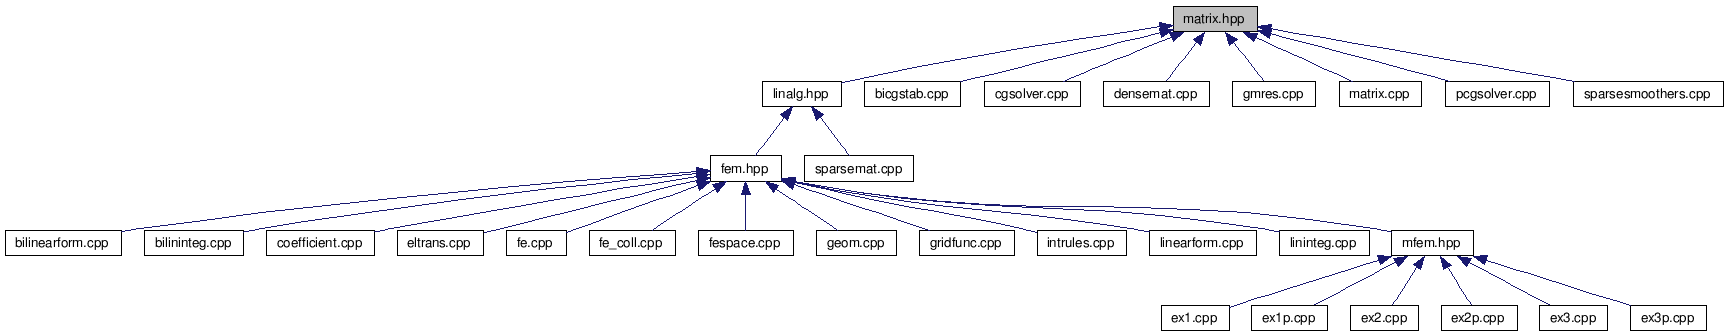 matrix.hpp
linalg.hpp
bicgstab.cpp
cgsolver.cpp
densemat.cpp
gmres.cpp
matrix.cpp
pcgsolver.cpp
sparsesmoothers.cpp
fem.hpp
sparsemat.cpp
bilinearform.cpp
bilininteg.cpp
coefficient.cpp
eltrans.cpp
fe.cpp
fe_coll.cpp
fespace.cpp
geom.cpp
gridfunc.cpp
intrules.cpp
linearform.cpp
lininteg.cpp
mfem.hpp
ex1.cpp
ex1p.cpp
ex2.cpp
ex2p.cpp
ex3.cpp
ex3p.cpp